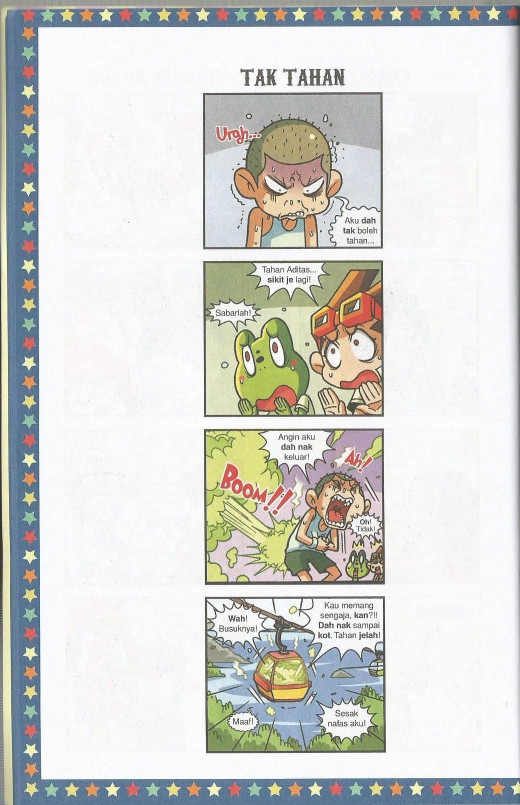 TAK TAHAN
Urgh...
Aku dah
tak boleh
tahan...
Tahan Aditas...
sikit je lagi!
Sabarlah!
Angin aku
dah nak
keluar!
Ah!
BOOM!!
Oh!
Tidak!
Wah!
Busuknya!
Kau memang
sengaja, kan?!!
Dah nak sampai
kot. Tahan jelah!
Maaf!
Sesak
nafas aku!